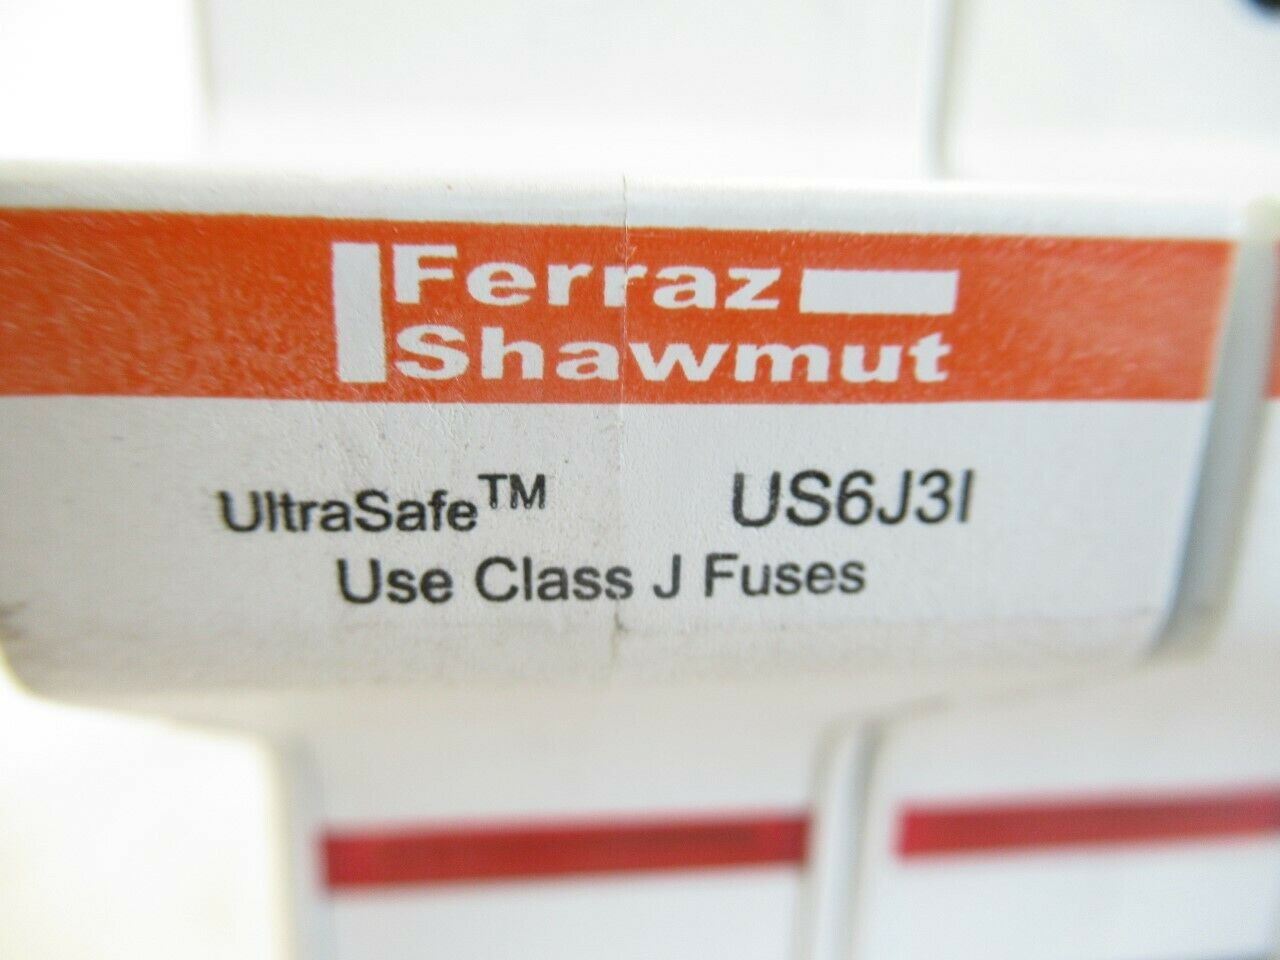 Ferraz
Shawmut
UltraSafe™ US6J3I
Use Class J Fuses